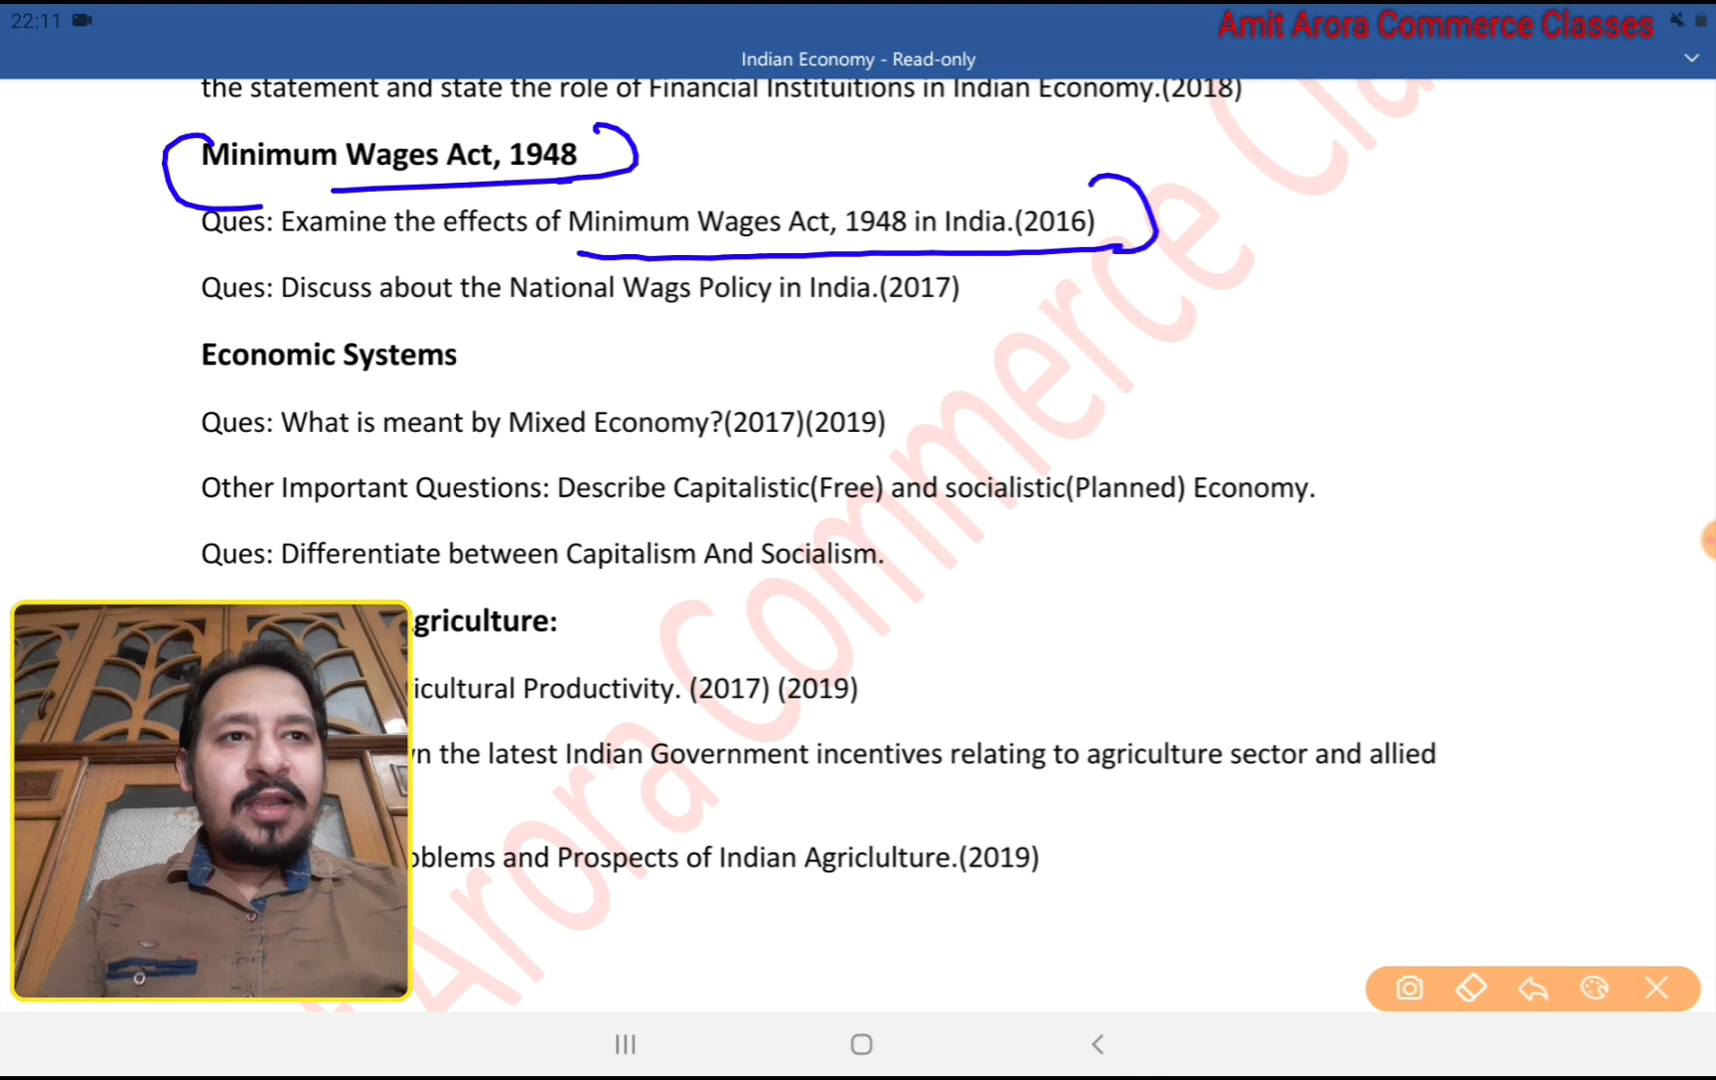 22:11
Amit Arora Commerce Classes
Indian Economy - Read-only
the statement and state the role of Financial Instituitions in Indian Economy.(2018)
Minimum Wages Act, 1948
Ques: Examine the effects of Minimum Wages Act, 1948 in India.(2016)
Ques: Discuss about the National Wags Policy in India.(2017)
Economic Systems
Ques: What is meant by Mixed Economy?(2017)(2019)
Other Important Questions: Describe Capitalistic(Free) and socialistic(Planned) Economy.
Ques: Differentiate between Capitalism And Socialism.
griculture:
icultural Productivity. (2017) (2019)
n the latest Indian Government incentives relating to agriculture sector and allied
oblems and Prospects of Indian Agriclulture.(2019)
Arora Commerce Cla